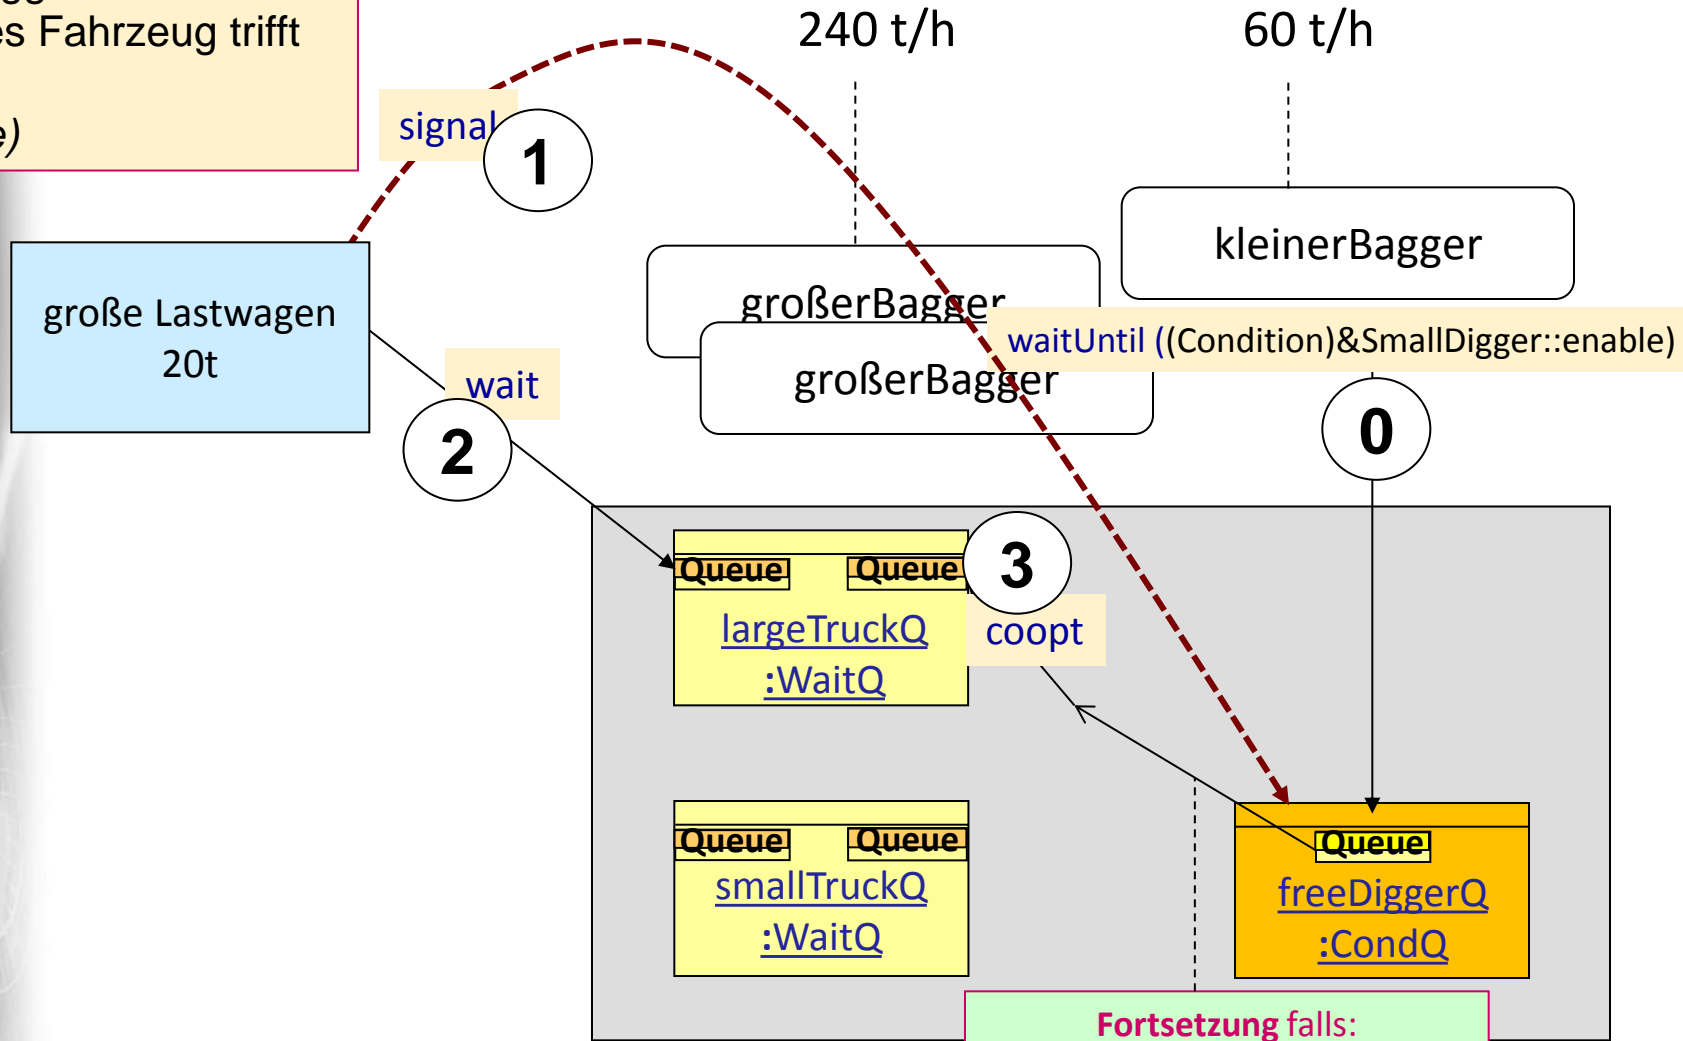 es Fahrzeug trifft
e)
240 t/h
60 t/h
signal
1
kleinerBagger
große Lastwagen
20t
großerBagger
waitUntil ((Condition)&SmallDigger::enable)
großerBagger
wait
2
0
3
Queue
Queue
largeTruckQ
:WaitQ
coopt
Queue
Queue
smallTruckQ
:WaitQ
Queue
freeDiggerQ
:CondQ
Fortsetzung falls: